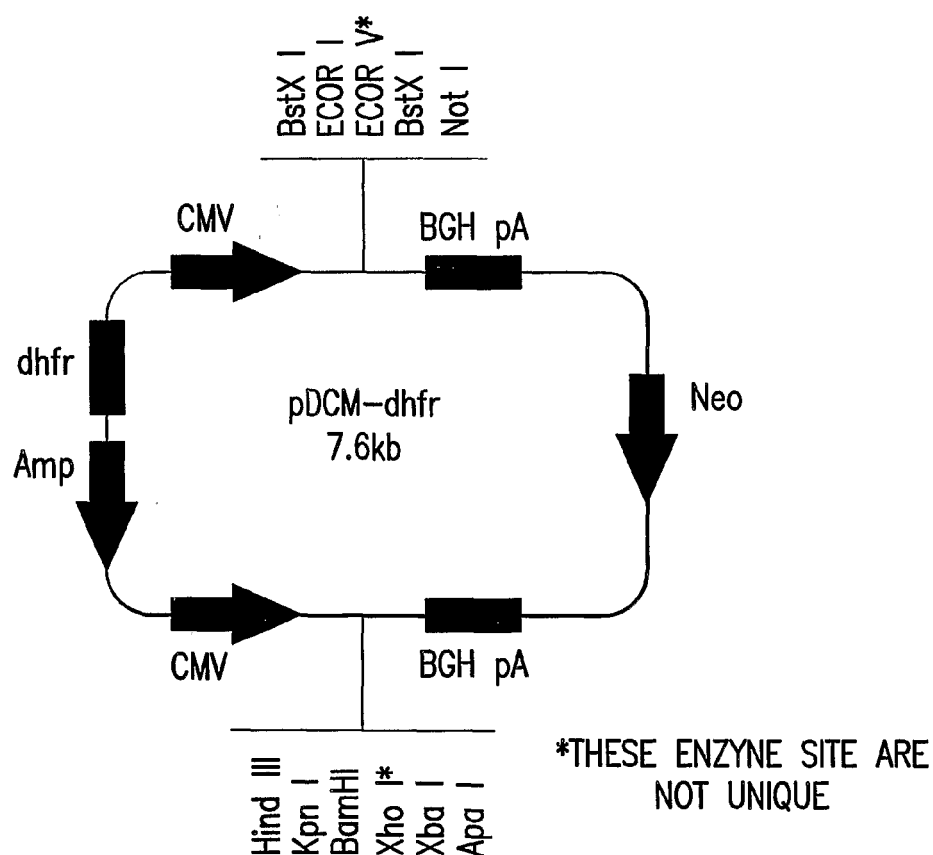 BstX I
ECOR I
ECOR V*
BstX I
Not I
CMV
BGH pA
dhfr
pDCM-dhfr
7.6kb
Neo
Amp
CMV
BGH pA
Hind III
Kpn I
BamHI
Xho I*
Xba I
Apa I
*THESE ENZYNE SITE ARE
NOT UNIQUE